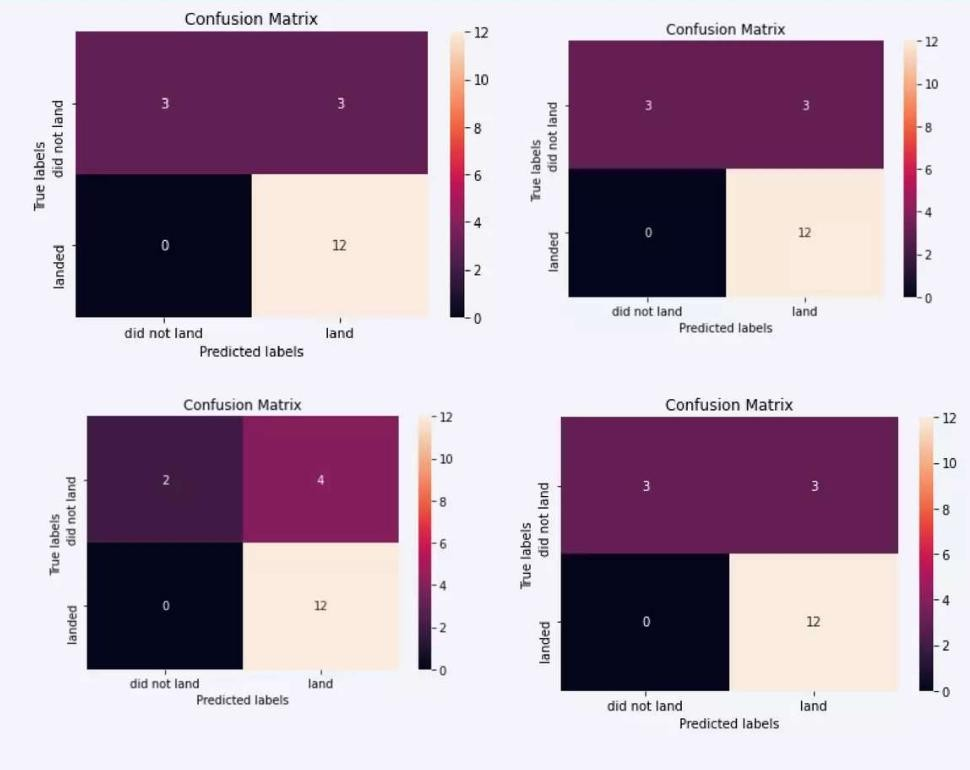 Confusion Matrix
True labels
did not land
landed
3 3
0 12
did not land land
Predicted labels
12
10
8
6
4
2
0
Confusion Matrix
True labels
did not land
landed
3 3
0 12
did not land land
Predicted labels
12
10
8
6
4
2
0
Confusion Matrix
True labels
did not land
landed
2 4
0 12
did not land land
Predicted labels
12
10
8
6
4
2
0
Confusion Matrix
True labels
did not land
landed
3 3
0 12
did not land land
Predicted labels
12
10
8
6
4
2
0